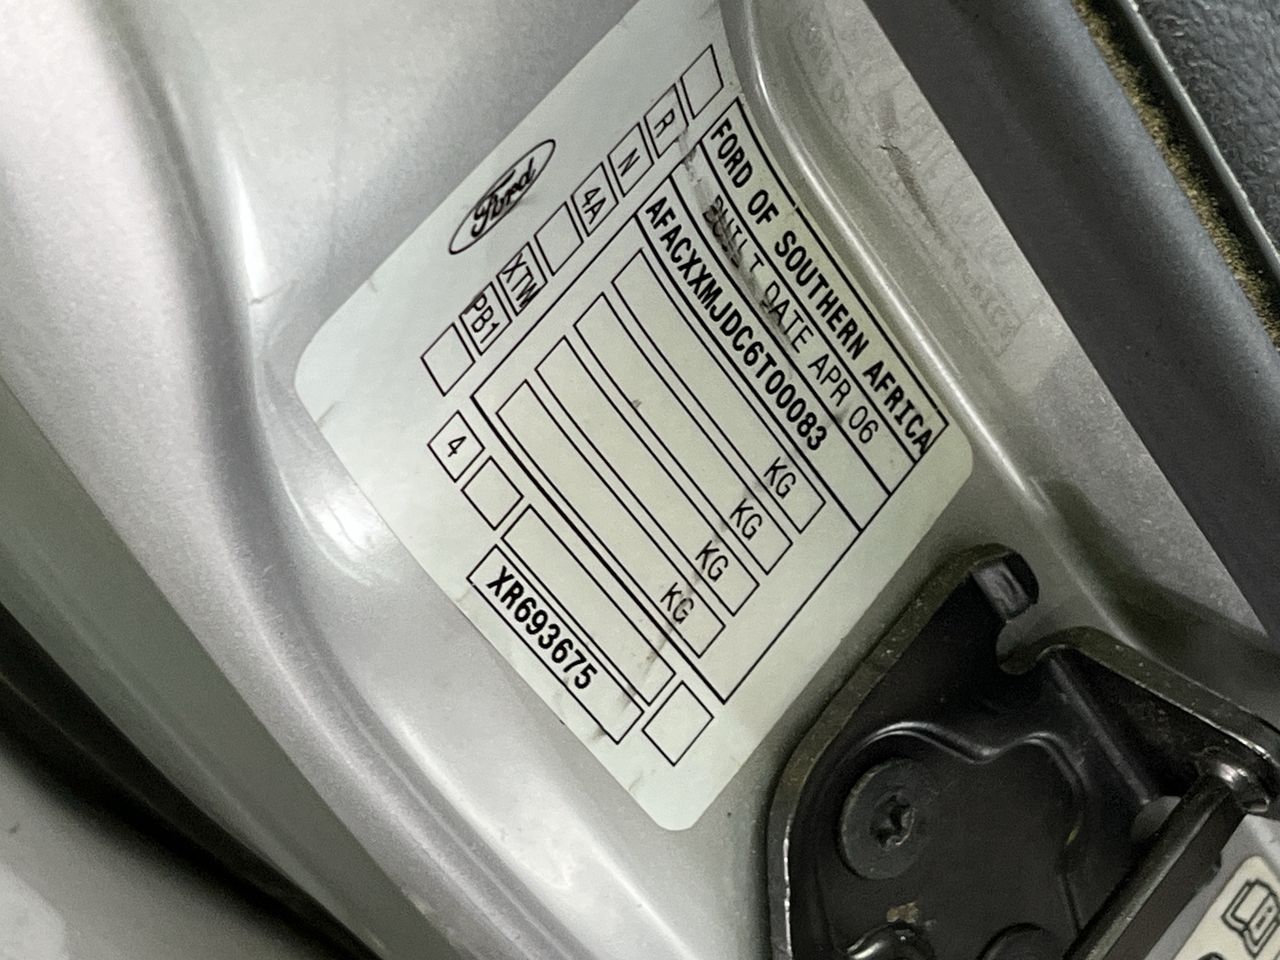 Ford
PB1 XTW 4A N R
FORD OF SOUTHERN AFRICA
BUILT DATE APR 06
AFACXXMJDC6T00083
KG
KG
KG
KG
4
XR693675